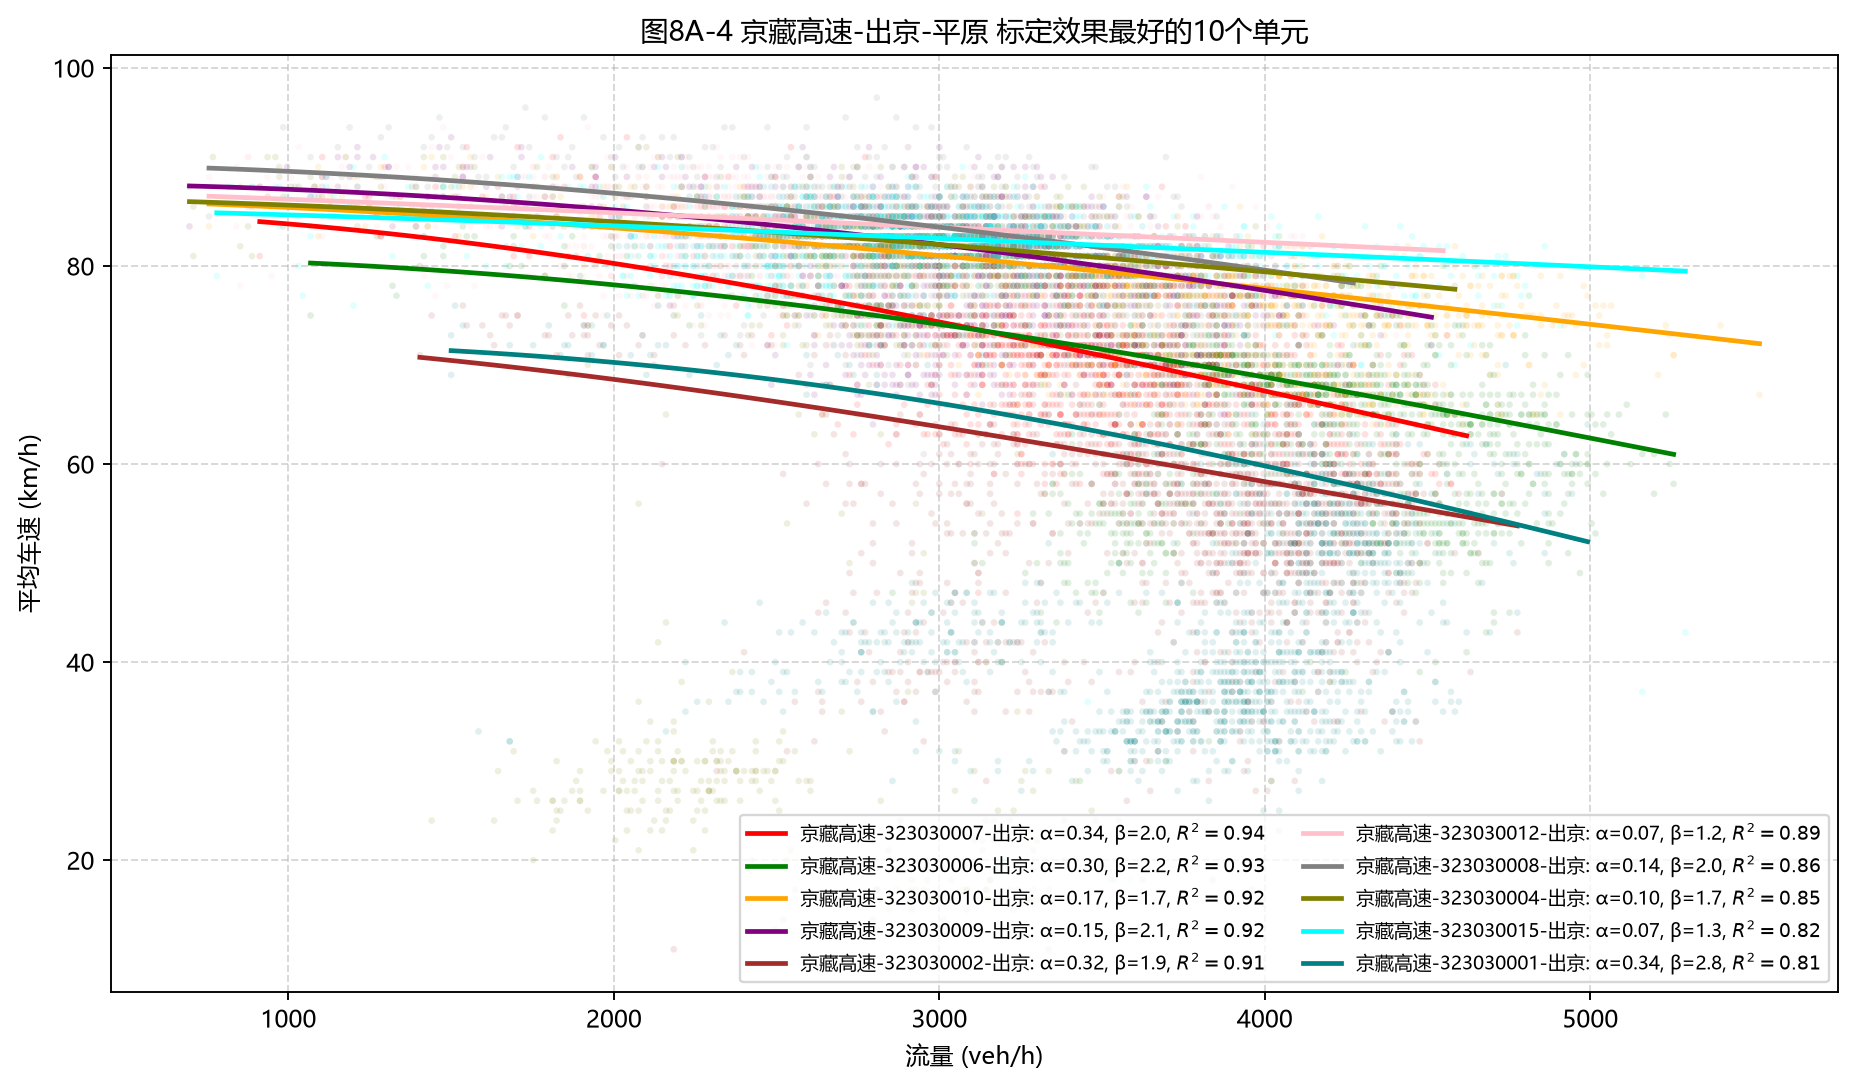 图8A-4 京藏高速-出京-平原 标定效果最好的10个单元
平均车速 (km/h)
100
80
60
40
20
京藏高速-323030007-出京: α=0.34, β=2.0, R² = 0.94
京藏高速-323030006-出京: α=0.30, β=2.2, R² = 0.93
京藏高速-323030010-出京: α=0.17, β=1.7, R² = 0.92
京藏高速-323030009-出京: α=0.15, β=2.1, R² = 0.92
京藏高速-323030002-出京: α=0.32, β=1.9, R² = 0.91
京藏高速-323030012-出京: α=0.07, β=1.2, R² = 0.89
京藏高速-323030008-出京: α=0.14, β=2.0, R² = 0.86
京藏高速-323030004-出京: α=0.10, β=1.7, R² = 0.85
京藏高速-323030015-出京: α=0.07, β=1.3, R² = 0.82
京藏高速-323030001-出京: α=0.34, β=2.8, R² = 0.81
1000 2000 3000 4000 5000
流量 (veh/h)